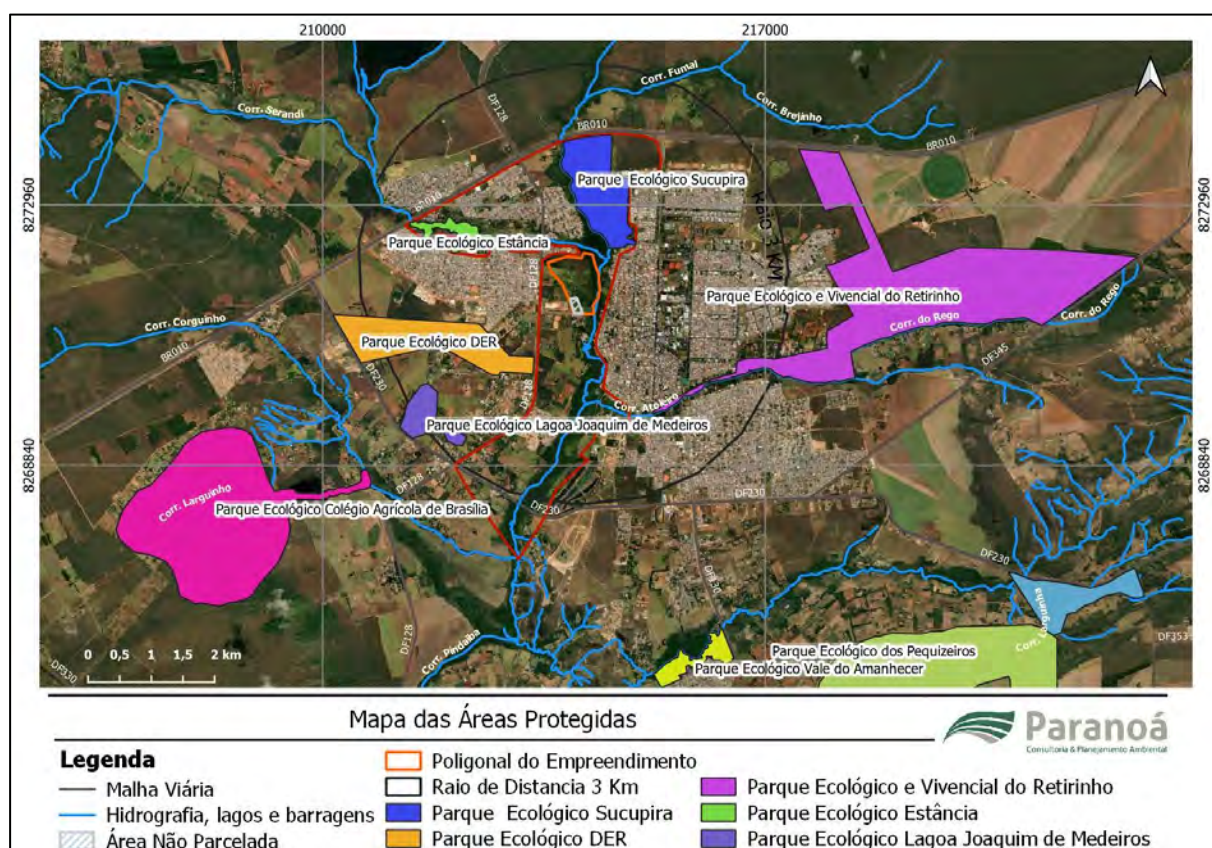 210000
217000
Corr. Fumal
Corr. Serandi
DF128
Corr. Brejinho
BR010
BR010
8272960
8272960
Parque Ecológico Sucupira
BR010
Parque Ecológico Estância
DF128
Raio 3 KM
Parque Ecológico e Vivencial do Retirinho
Corr. do Rego
Corr. do Rego
Corr. Corguinho
BR010
Parque Ecológico DER
DF230
DF345
DF128
Corr. Atoleiro
Parque Ecológico Lagoa Joaquim de Medeiros
8268840
8268840
Corr. Larguinho
DF128
Parque Ecológico Colégio Agrícola de Brasília
DF230
DF230
DF230
DF130
DF128
Corr. Pindaíba
Parque Ecológico dos Pequizeiros
Parque Ecológico Vale do Amanhecer
DF353
DF330
0 0,5 1 1,5 2 km
Mapa das Áreas Protegidas
Paranoá
Consultoria & Planejamento Ambiental
Legenda
Malha Viária
Hidrografia, lagos e barragens
Área Não Parcelada
Poligonal do Empreendimento
Raio de Distancia 3 Km
Parque Ecológico Sucupira
Parque Ecológico DER
Parque Ecológico e Vivencial do Retirinho
Parque Ecológico Estância
Parque Ecológico Lagoa Joaquim de Medeiros